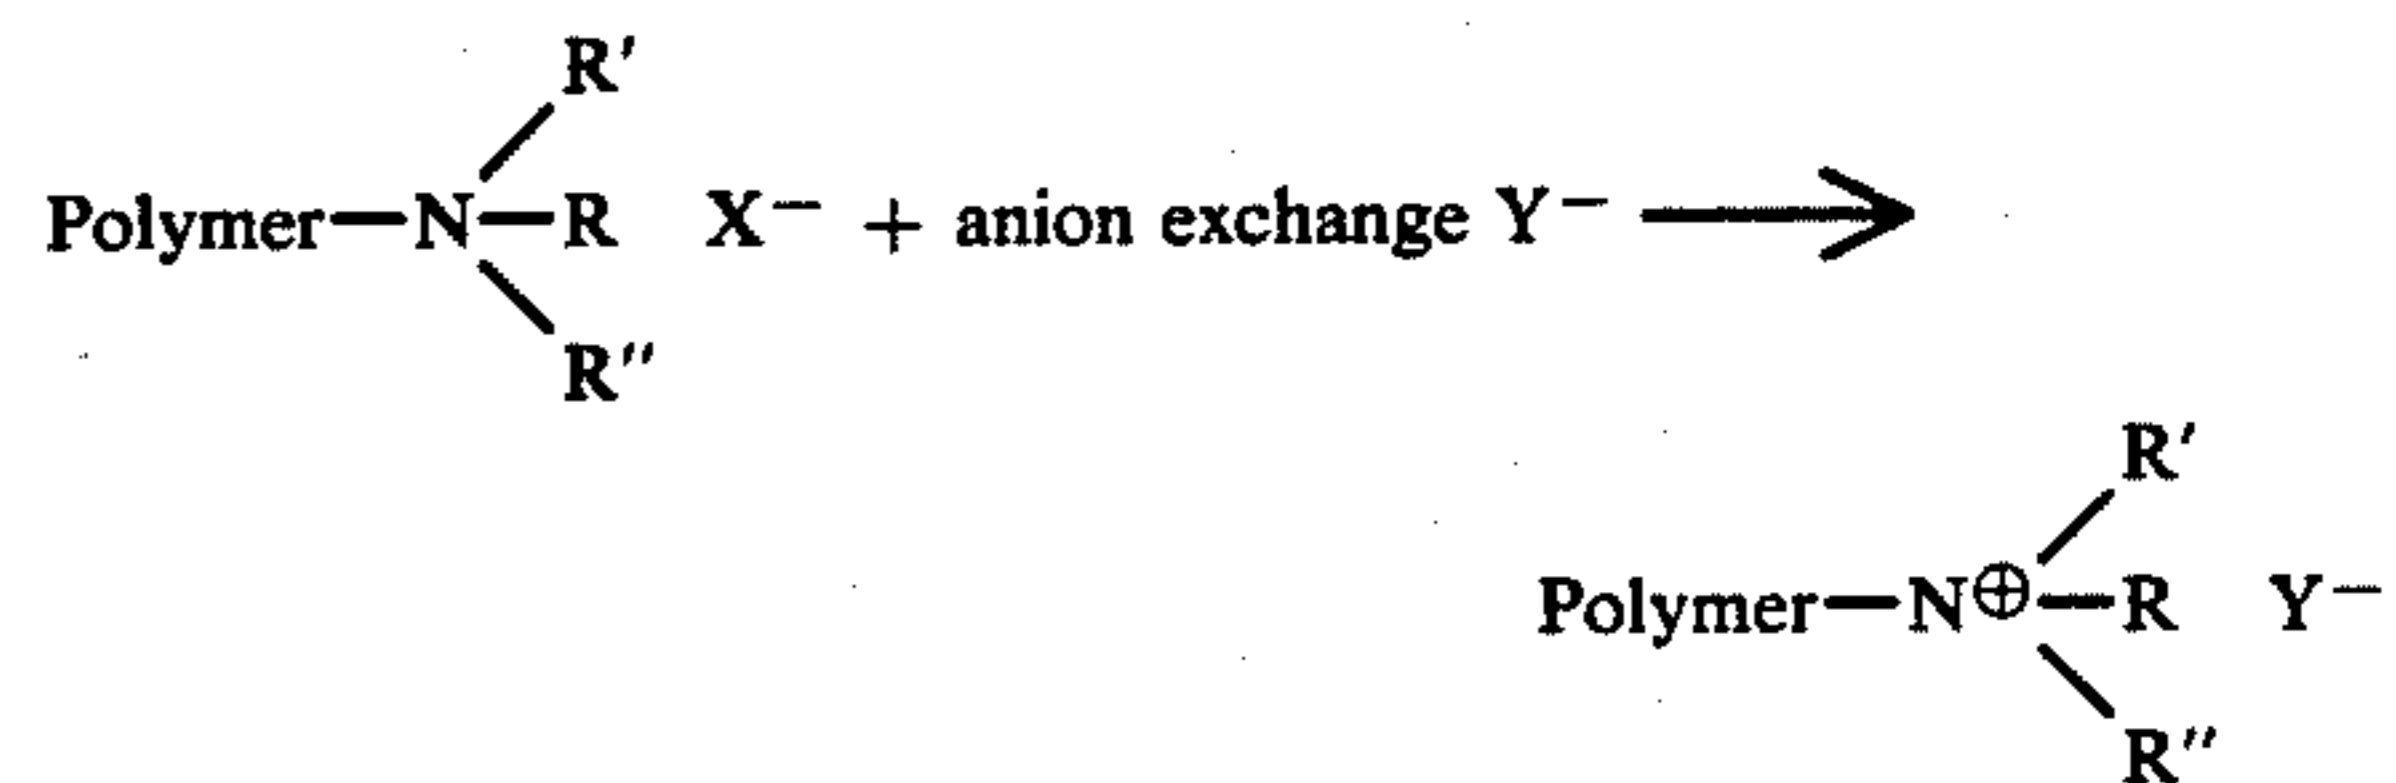 R'
Polymer—N—R X⁻ + anion exchange Y⁻ ⟶
R''
R'
Polymer—N⊕—R Y⁻
R''